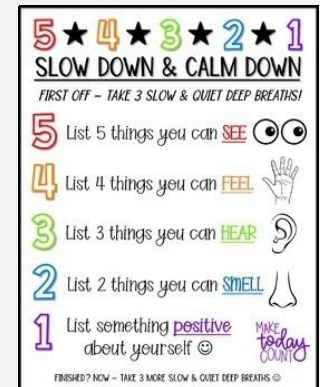 5 ★ 4 ★ 3 ★ 2 ★ 1
SLOW DOWN & CALM DOWN
FIRST OFF – TAKE 3 SLOW & QUIET DEEP BREATHS!
5 List 5 things you can SEE
4 List 4 things you can FEEL
3 List 3 things you can HEAR
2 List 2 things you can SMELL
1 List something positive
about yourself ☺
MAKE
today
COUNT
FINISHED? NOW – TAKE 3 MORE SLOW & QUIET DEEP BREATHS ☺